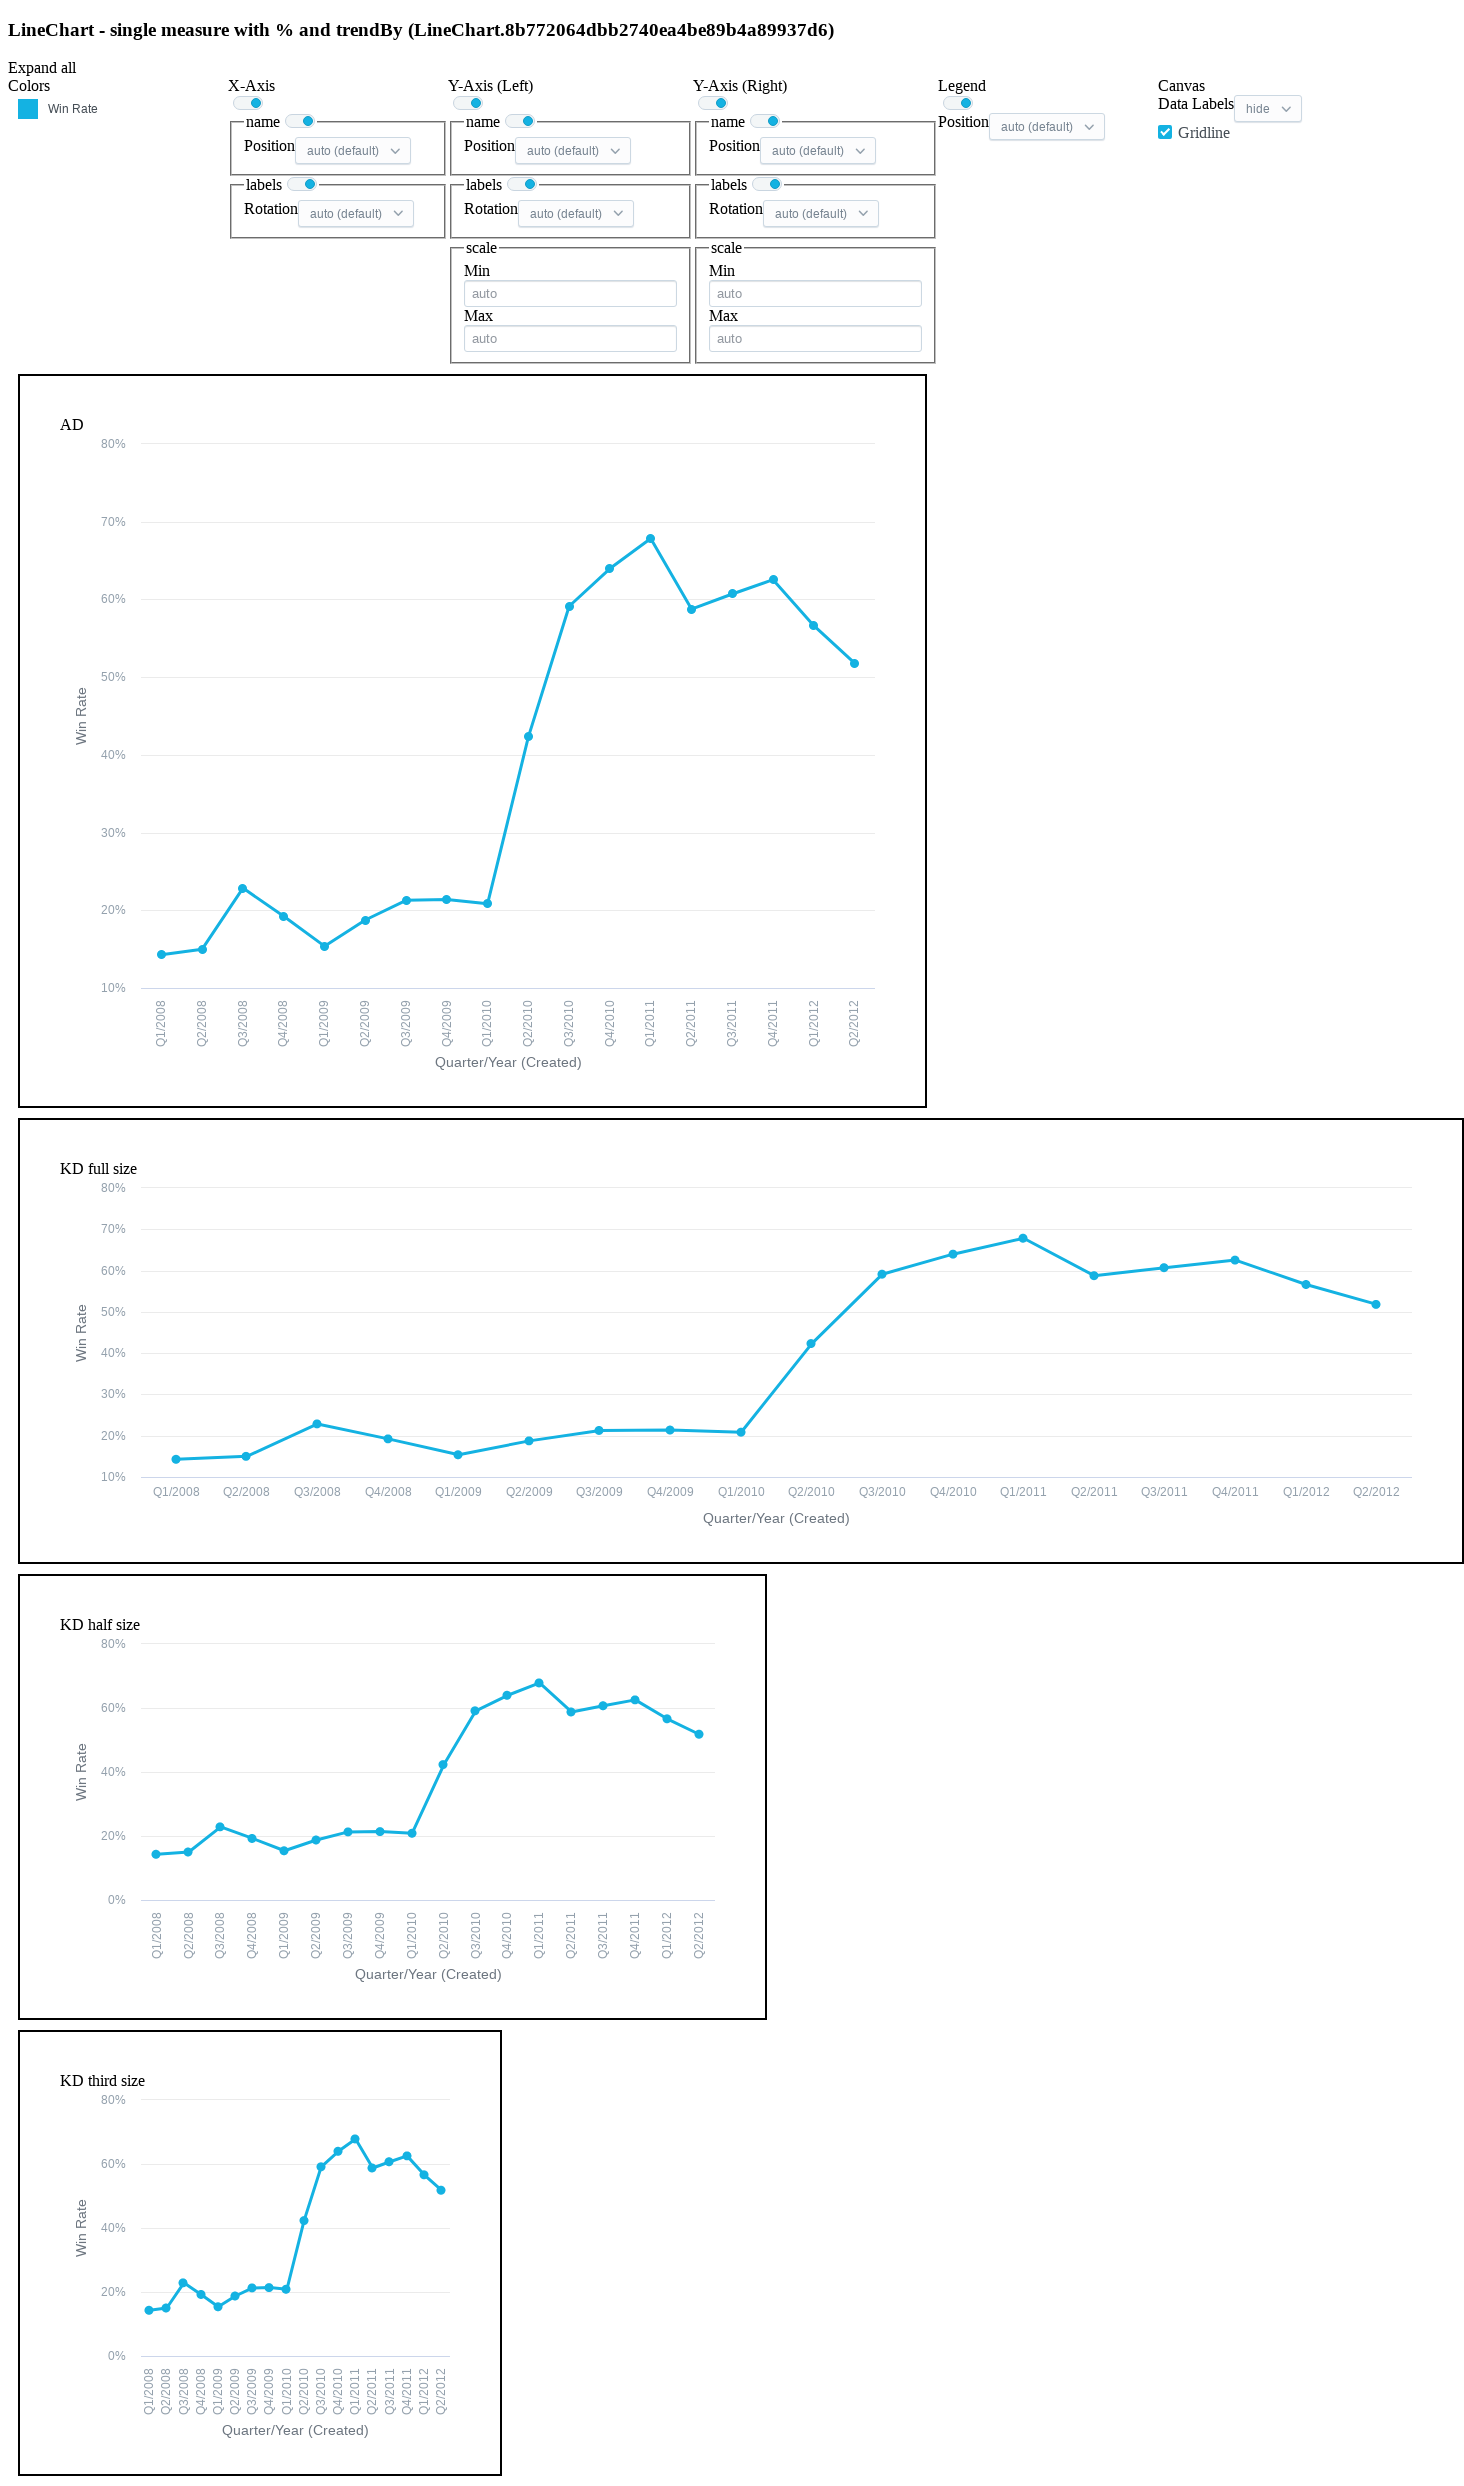 LineChart - single measure with % and trendBy (LineChart.8b772064dbb2740ea4be89b4a89937d6)
Expand all
Colors
Win Rate
X-Axis
name
Position auto (default)
labels
Rotation auto (default)
Y-Axis (Left)
name
Position auto (default)
labels
Rotation auto (default)
scale
Min
auto
Max
auto
Y-Axis (Right)
name
Position auto (default)
labels
Rotation auto (default)
scale
Min
auto
Max
auto
Legend
Position auto (default)
Canvas
Data Labels hide
Gridline
AD
80%
70%
60%
50%
40%
30%
20%
10%
Win Rate
Q1/2008 Q2/2008 Q3/2008 Q4/2008 Q1/2009 Q2/2009 Q3/2009 Q4/2009 Q1/2010 Q2/2010 Q3/2010 Q4/2010 Q1/2011 Q2/2011 Q3/2011 Q4/2011 Q1/2012 Q2/2012
Quarter/Year (Created)
KD full size
80%
70%
60%
50%
40%
30%
20%
10%
Win Rate
Q1/2008 Q2/2008 Q3/2008 Q4/2008 Q1/2009 Q2/2009 Q3/2009 Q4/2009 Q1/2010 Q2/2010 Q3/2010 Q4/2010 Q1/2011 Q2/2011 Q3/2011 Q4/2011 Q1/2012 Q2/2012
Quarter/Year (Created)
KD half size
80%
60%
40%
20%
0%
Win Rate
Q1/2008 Q2/2008 Q3/2008 Q4/2008 Q1/2009 Q2/2009 Q3/2009 Q4/2009 Q1/2010 Q2/2010 Q3/2010 Q4/2010 Q1/2011 Q2/2011 Q3/2011 Q4/2011 Q1/2012 Q2/2012
Quarter/Year (Created)
KD third size
80%
60%
40%
20%
0%
Win Rate
Q1/2008 Q2/2008 Q3/2008 Q4/2008 Q1/2009 Q2/2009 Q3/2009 Q4/2009 Q1/2010 Q2/2010 Q3/2010 Q4/2010 Q1/2011 Q2/2011 Q3/2011 Q4/2011 Q1/2012 Q2/2012
Quarter/Year (Created)